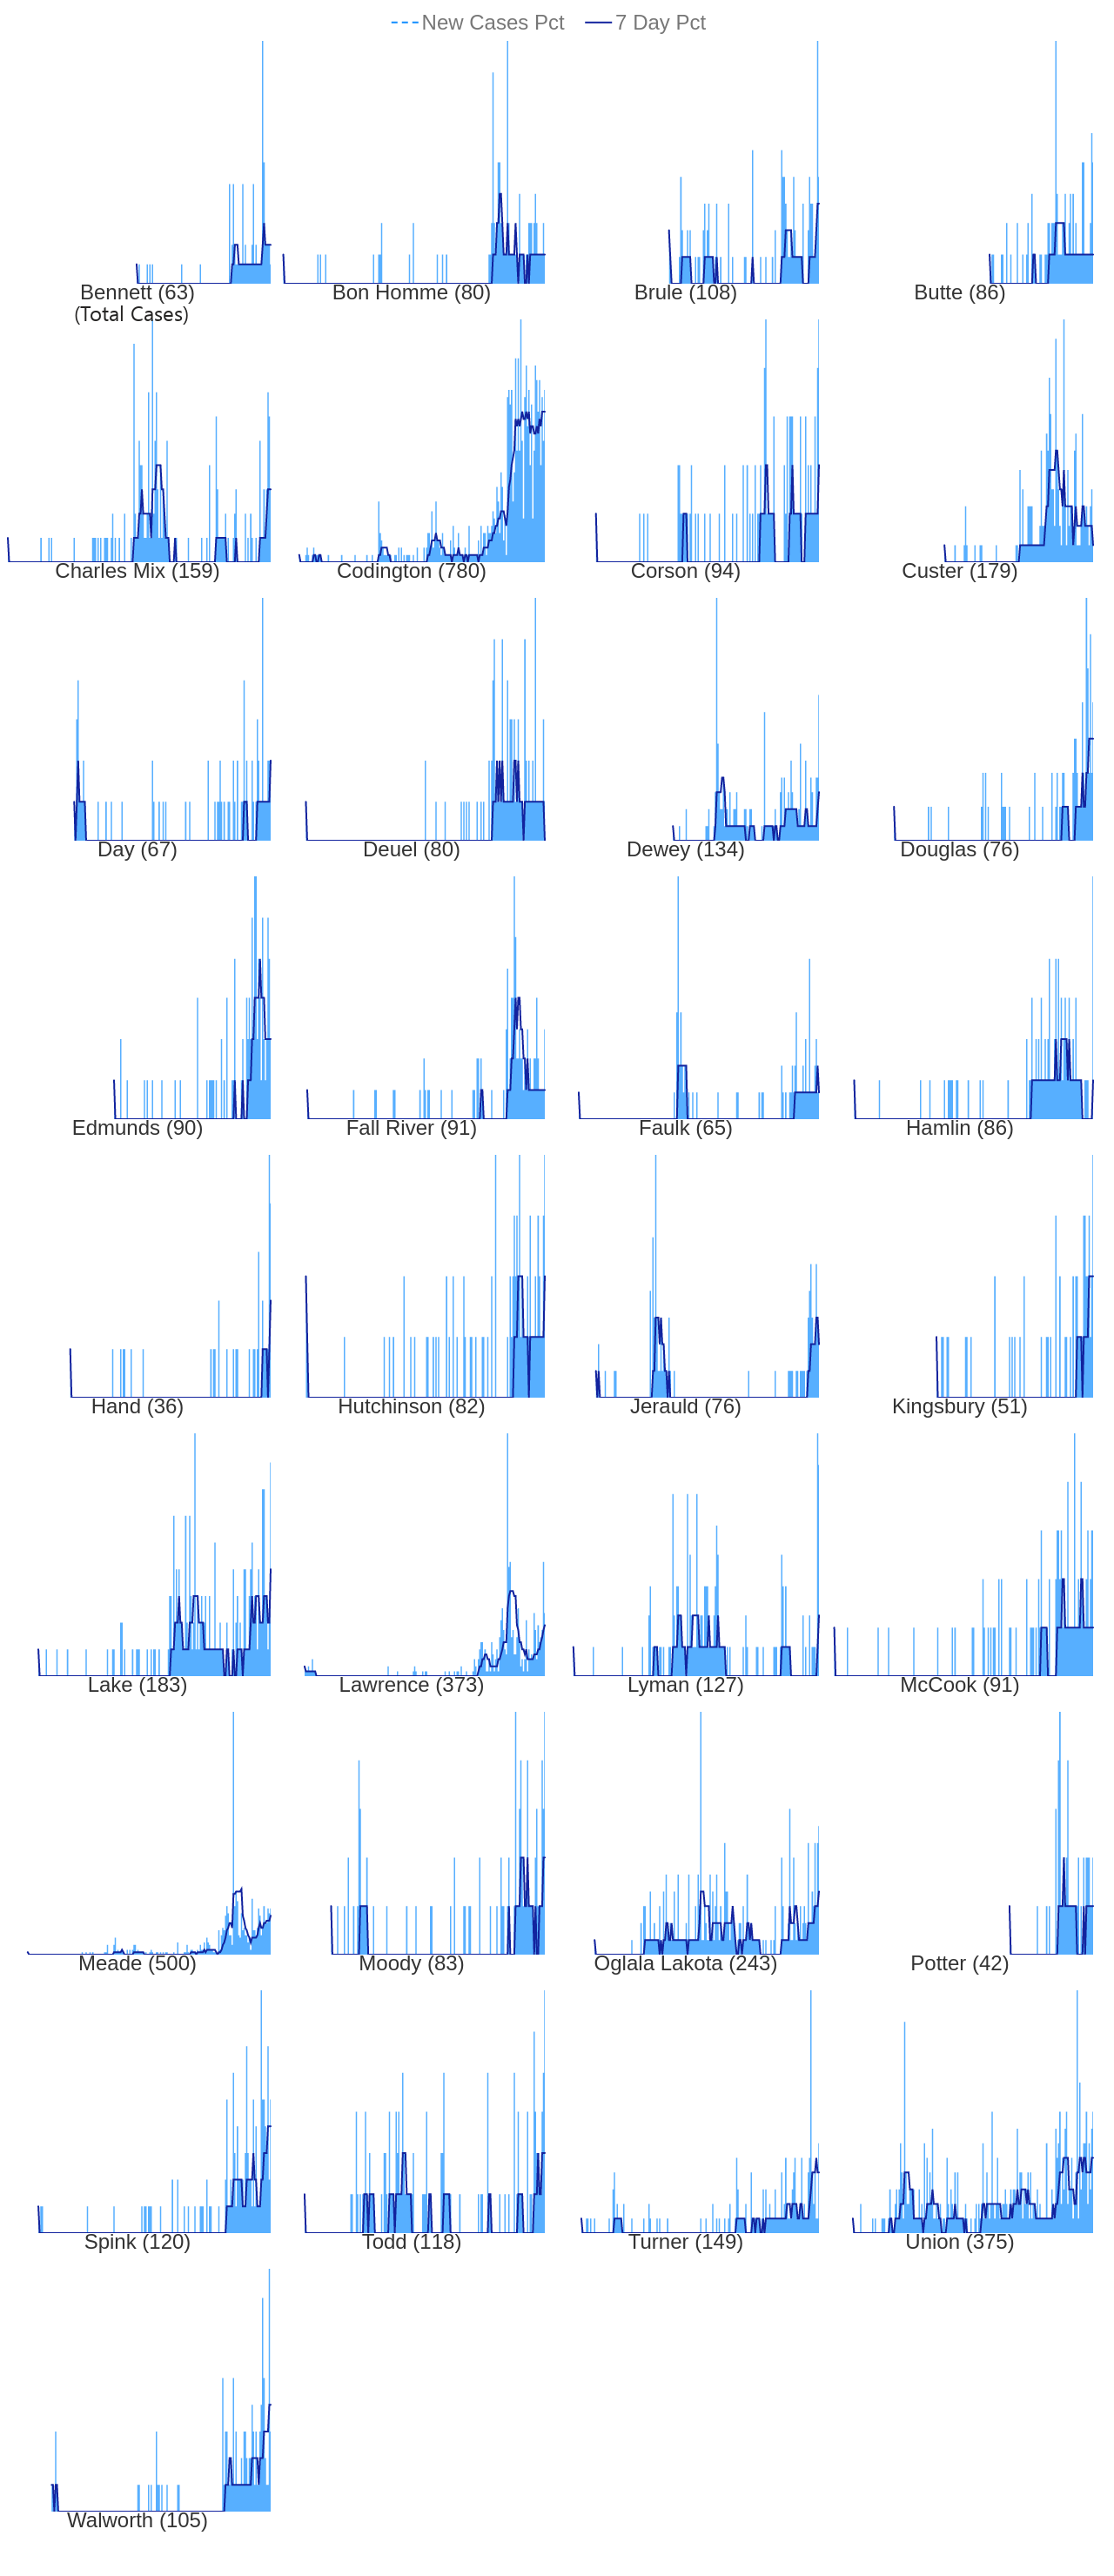 New Cases Pct 7 Day Pct
Bennett (63) Bon Homme (80) Brule (108) Butte (86)
(Total Cases)
Charles Mix (159) Codington (780) Corson (94) Custer (179)
Day (67) Deuel (80) Dewey (134) Douglas (76)
Edmunds (90) Fall River (91) Faulk (65) Hamlin (86)
Hand (36) Hutchinson (82) Jerauld (76) Kingsbury (51)
Lake (183) Lawrence (373) Lyman (127) McCook (91)
Meade (500) Moody (83) Oglala Lakota (243) Potter (42)
Spink (120) Todd (118) Turner (149) Union (375)
Walworth (105)